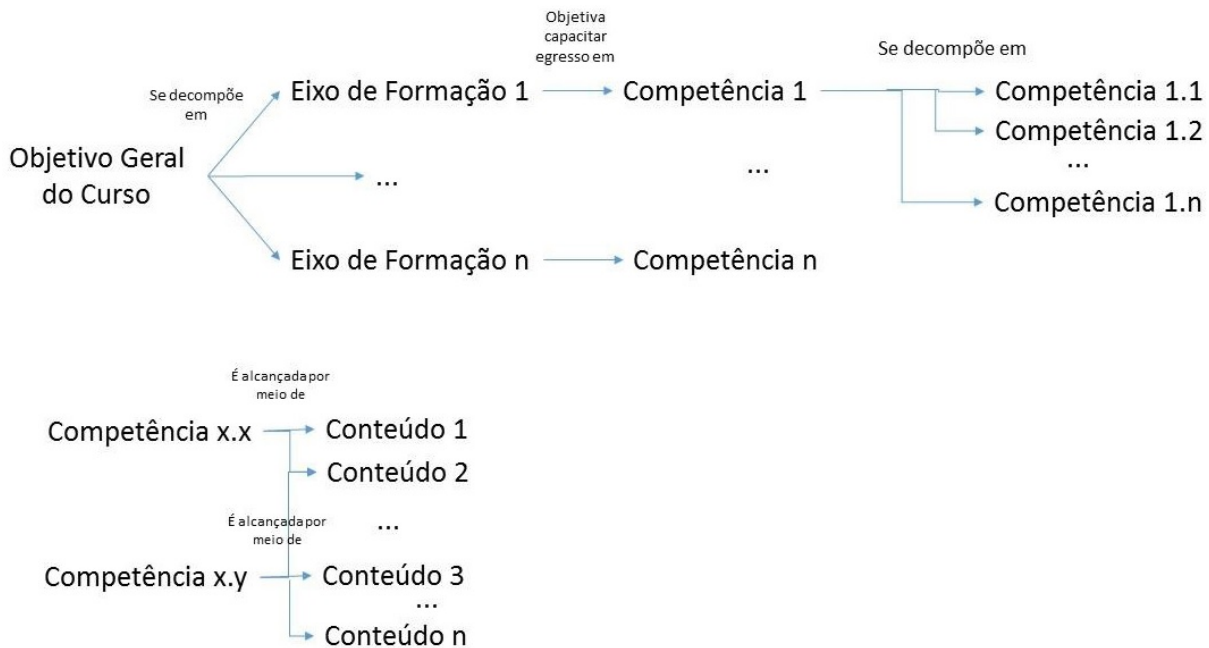 Objetiva
capacitar
egresso em
Se decompõe em
Se decompõe
em
Eixo de Formação 1
Competência 1
Competência 1.1
Competência 1.2
...
Competência 1.n
Objetivo Geral
do Curso
...
...
Eixo de Formação n
Competência n
É alcançada por
meio de
Competência x.x
Conteúdo 1
Conteúdo 2
...
É alcançada por
meio de
Competência x.y
Conteúdo 3
...
Conteúdo n